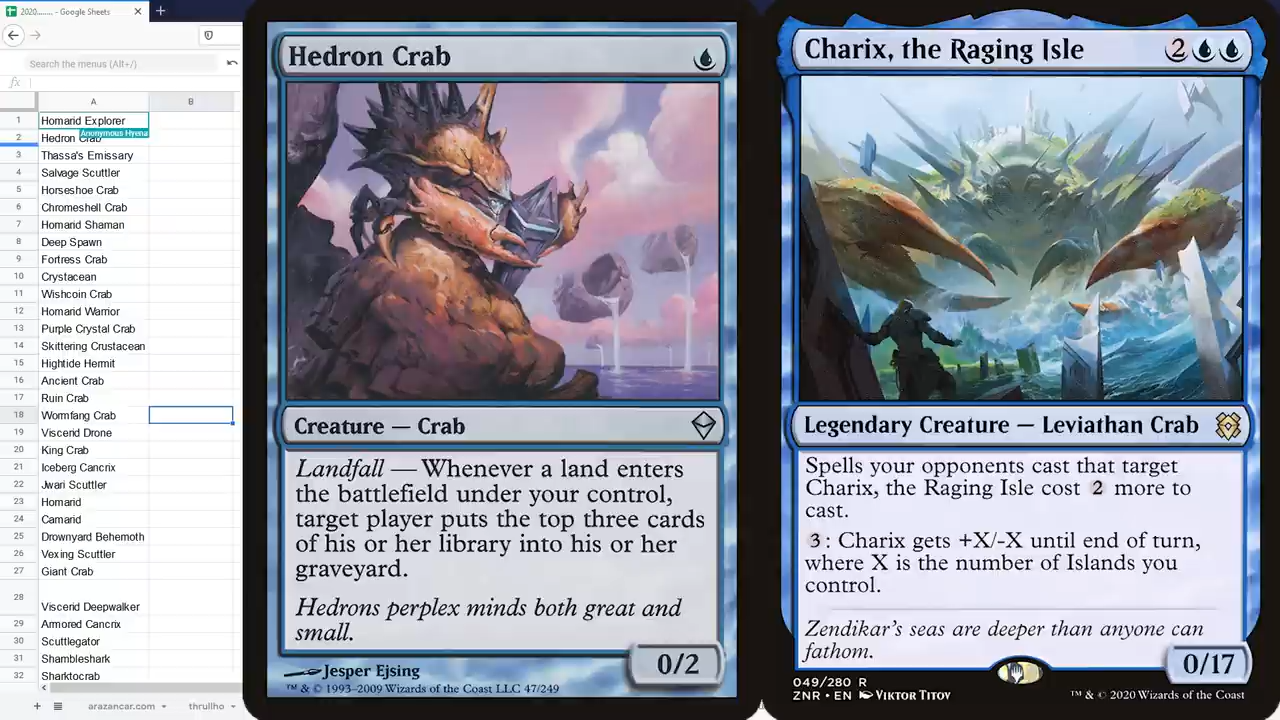 2020........ - Google Sheets
Search the menus (Alt+/)
fx
A B
1 Homarid Explorer
Anonymous Hyena
2 Hedron Crab
3 Thassa's Emissary
4 Salvage Scuttler
5 Horseshoe Crab
6 Chromeshell Crab
7 Homarid Shaman
8 Deep Spawn
9 Fortress Crab
10 Crystacean
11 Wishcoin Crab
12 Homarid Warrior
13 Purple Crystal Crab
14 Skittering Crustacean
15 Hightide Hermit
16 Ancient Crab
17 Ruin Crab
18 Wormfang Crab
19 Viscerid Drone
20 King Crab
21 Iceberg Cancrix
22 Jwari Scuttler
23 Homarid
24 Camarid
25 Drownyard Behemoth
26 Vexing Scuttler
27 Giant Crab
28 Viscerid Deepwalker
29 Armored Cancrix
30 Scuttlegator
31 Shambleshark
32 Sharktocrab
arazancar.com thrullho
Hedron Crab
Creature — Crab
Landfall — Whenever a land enters
the battlefield under your control,
target player puts the top three cards
of his or her library into his or her
graveyard.
Hedrons perplex minds both great and
small.
0/2
Jesper Ejsing
™ & © 1993–2009 Wizards of the Coast LLC 47/249
Charix, the Raging Isle 2
Legendary Creature — Leviathan Crab
Spells your opponents cast that target
Charix, the Raging Isle cost 2 more to
cast.
3: Charix gets +X/-X until end of turn,
where X is the number of Islands you
control.
Zendikar's seas are deeper than anyone can
fathom.
0/17
049/280 R
ZNR • EN Viktor Titov
™ & © 2020 Wizards of the Coast